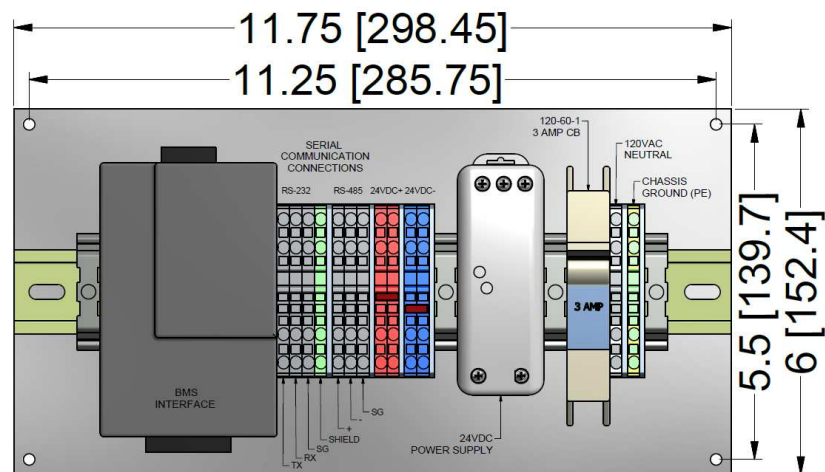 11.75 [298.45]
11.25 [285.75]
120-60-1
3 AMP CB
SERIAL
COMMUNICATION
CONNECTIONS
120VAC
NEUTRAL
RS-232
RS-485
24VDC+
24VDC-
CHASSIS
GROUND (PE)
3 AMP
5.5 [139.7]
6 [152.4]
BMS
INTERFACE
SG
-
+
SHIELD
SG
RX
TX
24VDC
POWER SUPPLY